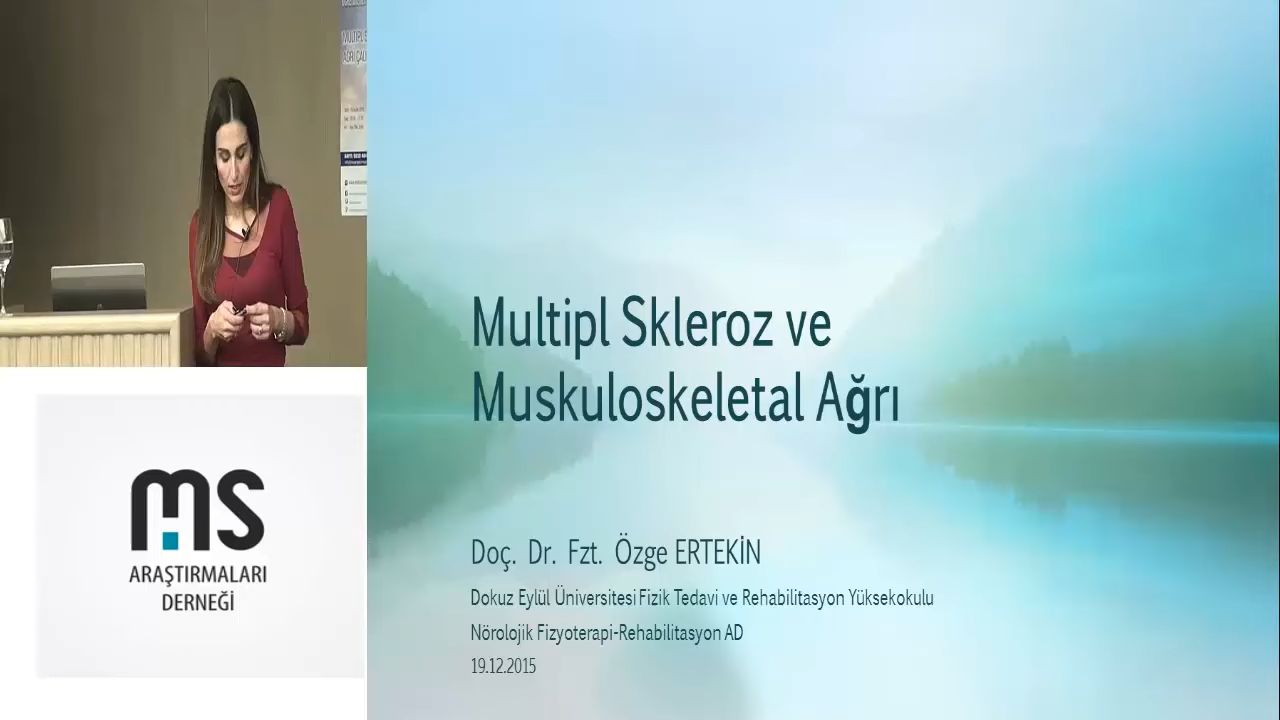 Multipl Skleroz ve
Muskuloskeletal Ağrı
Doç. Dr. Fzt. Özge ERTEKİN
Dokuz Eylül Üniversitesi Fizik Tedavi ve Rehabilitasyon Yüksekokulu
Nörolojik Fizyoterapi-Rehabilitasyon AD
19.12.2015
MS
ARAŞTIRMALARI
DERNEĞİ